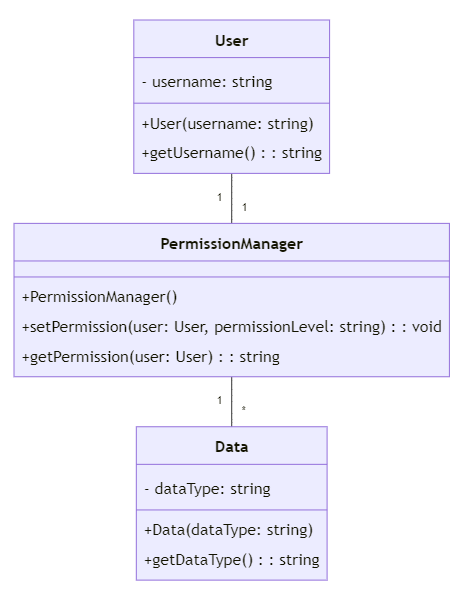 User
- username: string
+User(username: string)
+getUsername() : : string
1
1
PermissionManager
+PermissionManager()
+setPermission(user: User, permissionLevel: string) : : void
+getPermission(user: User) : : string
1
*
Data
- dataType: string
+Data(dataType: string)
+getDataType() : : string